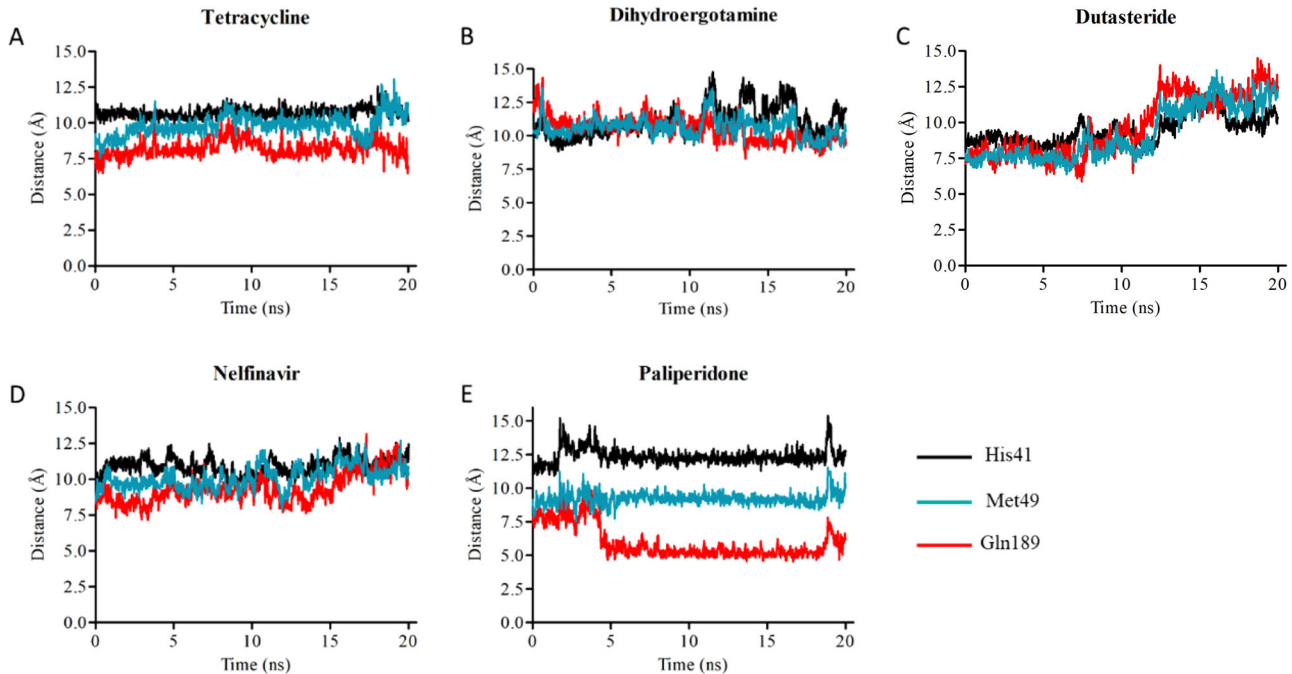 Tetracycline
Dihydroergotamine
Dutasteride
A
B
C
15.0
12.5
10.0
7.5
5.0
2.5
0.0
Distance (Å)
0 5 10 15 20
Time (ns)
15.0
12.5
10.0
7.5
5.0
2.5
0.0
Distance (Å)
0 5 10 15 20
Time (ns)
15.0
12.5
10.0
7.5
5.0
2.5
0.0
Distance (Å)
0 5 10 15 20
Time (ns)
Nelfinavir
Paliperidone
D
E
15.0
12.5
10.0
7.5
5.0
2.5
0.0
Distance (Å)
0 5 10 15 20
Time (ns)
15.0
12.5
10.0
7.5
5.0
2.5
0.0
Distance (Å)
0 5 10 15 20
Time (ns)
His41
Met49
Gln189